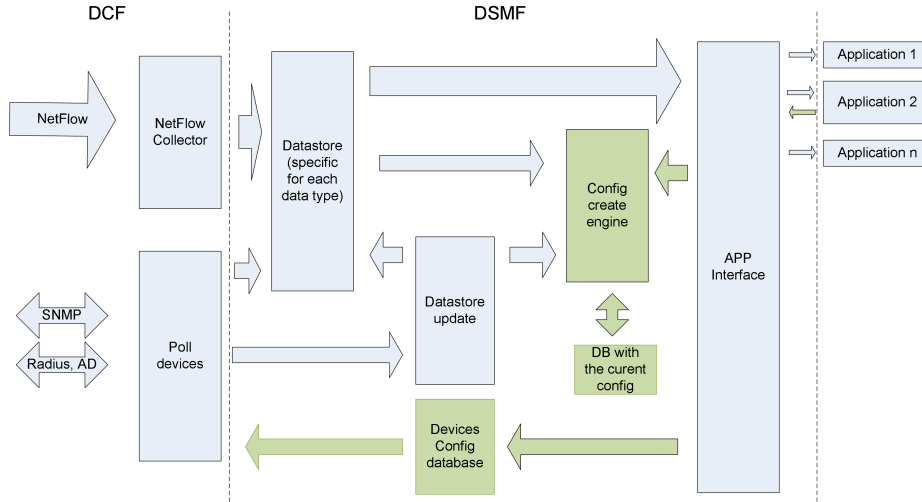 DCF
DSMF
NetFlow
NetFlow
Collector
Datastore
(specific
for each
data type)
Config
create
engine
APP
Interface
Application 1
Application 2
Application n
SNMP
Radius, AD
Poll
devices
Datastore
update
DB with
the curent
config
Devices
Config
database